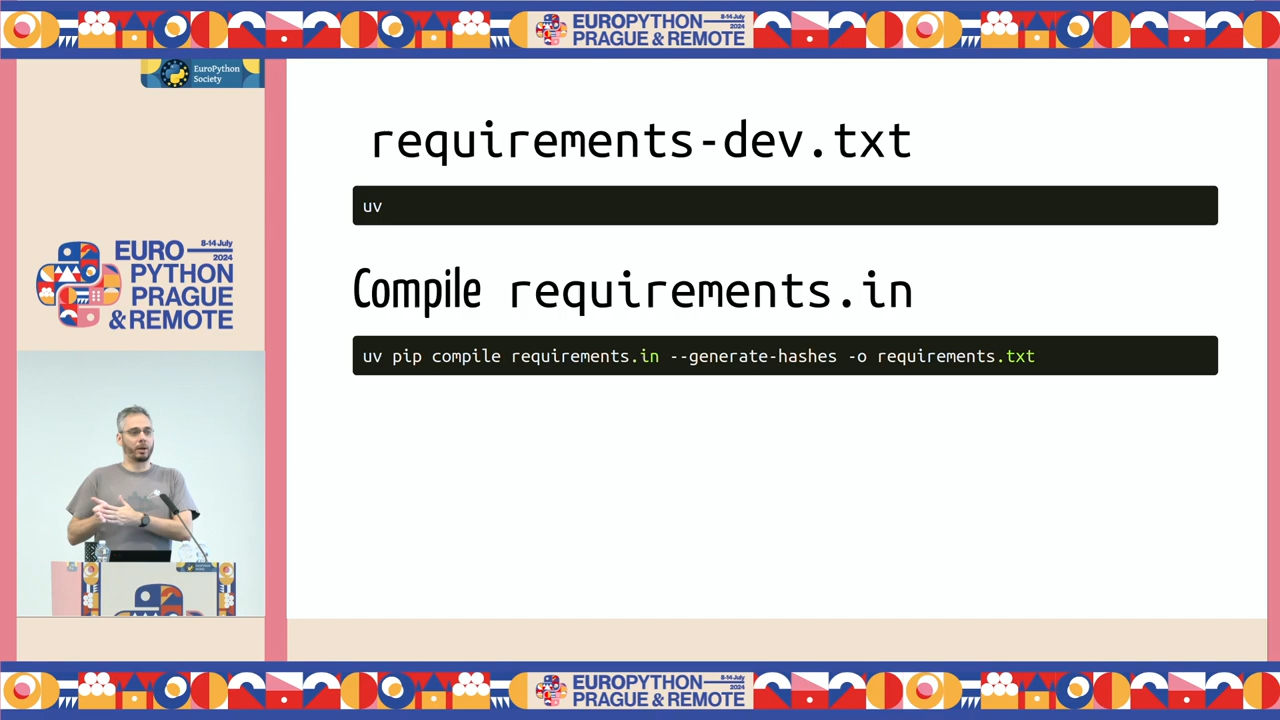 8-14 July
2024
EUROPYTHON
PRAGUE & REMOTE
EuroPython
Society
requirements-dev.txt
uv
8-14 July
2024
EURO
PYTHON
PRAGUE
& REMOTE
Compile requirements.in
uv pip compile requirements.in --generate-hashes -o requirements.txt
8-14 July
2024
EUROPYTHON
PRAGUE & REMOTE